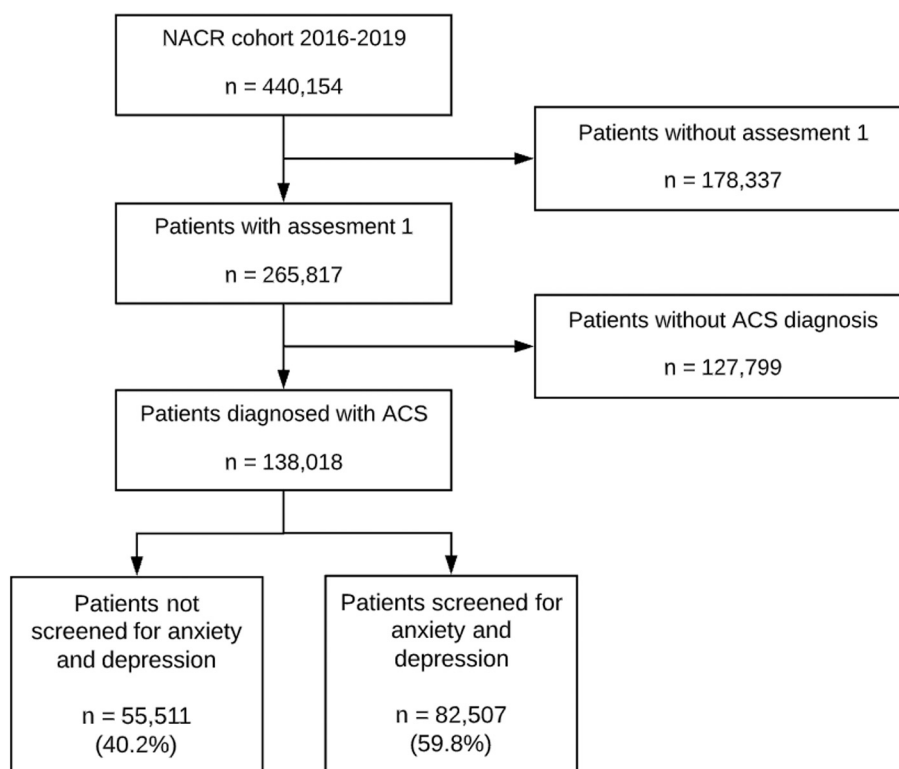 NACR cohort 2016-2019
n = 440,154
Patients without assesment 1
n = 178,337
Patients with assesment 1
n = 265,817
Patients without ACS diagnosis
n = 127,799
Patients diagnosed with ACS
n = 138,018
Patients not
screened for anxiety
and depression
n = 55,511
(40.2%)
Patients screened for
anxiety and
depression
n = 82,507
(59.8%)